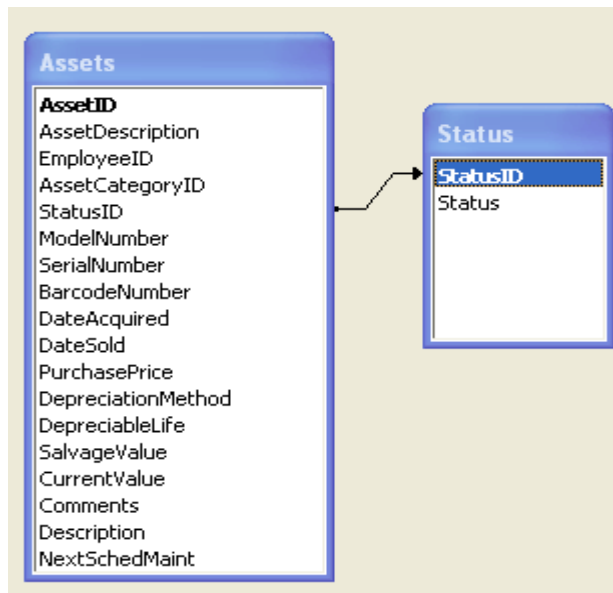 Assets
AssetID
AssetDescription
EmployeeID
AssetCategoryID
StatusID
ModelNumber
SerialNumber
BarcodeNumber
DateAcquired
DateSold
PurchasePrice
DepreciationMethod
DepreciableLife
SalvageValue
CurrentValue
Comments
Description
NextSchedMaint
Status
StatusID
Status